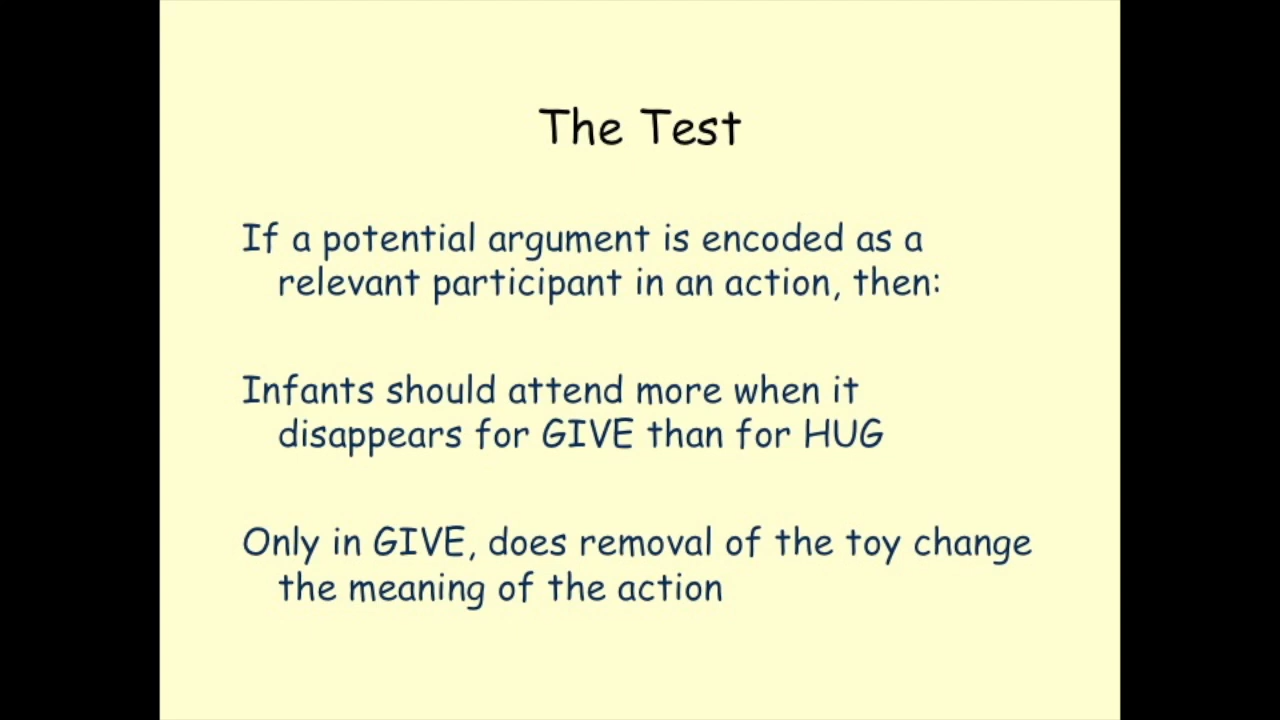 The Test
If a potential argument is encoded as a
relevant participant in an action, then:
Infants should attend more when it
disappears for GIVE than for HUG
Only in GIVE, does removal of the toy change
the meaning of the action